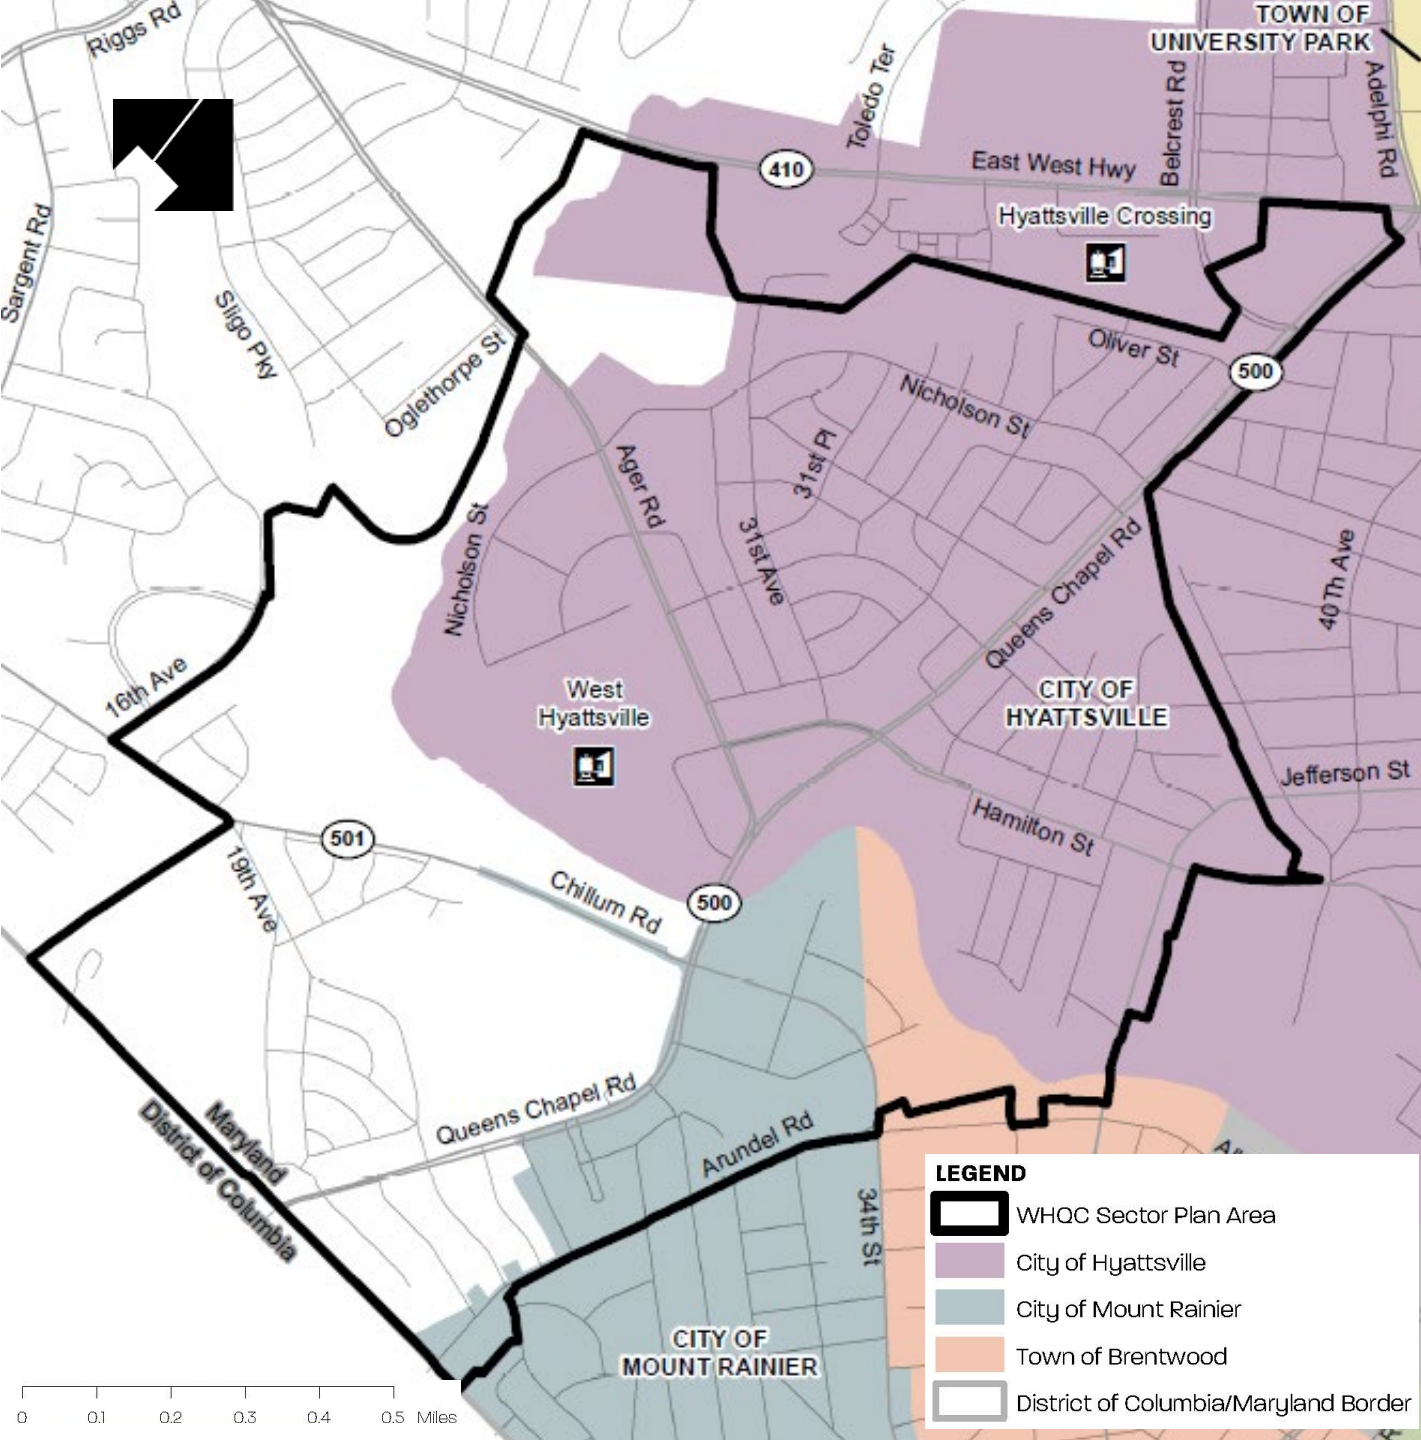 TOWN OF
UNIVERSITY PARK
Riggs Rd
Toledo Ter
Belcrest Rd
Adelphi Rd
410
East West Hwy
Hyattsville Crossing
Sargent Rd
Sligo Pky
Oglethorpe St
Oliver St
500
Nicholson St
Ager Rd
31st Pl
31st Ave
Nicholson St
Queens Chapel Rd
40Th Ave
16th Ave
West
Hyattsville
CITY OF
HYATTSVILLE
Jefferson St
Hamilton St
501
19th Ave
Chillum Rd
500
Queens Chapel Rd
Maryland
District of Columbia
Arundel Rd
34th St
CITY OF
MOUNT RAINIER
LEGEND
WHQC Sector Plan Area
City of Hyattsville
City of Mount Rainier
Town of Brentwood
District of Columbia/Maryland Border
0 0.1 0.2 0.3 0.4 0.5 Miles